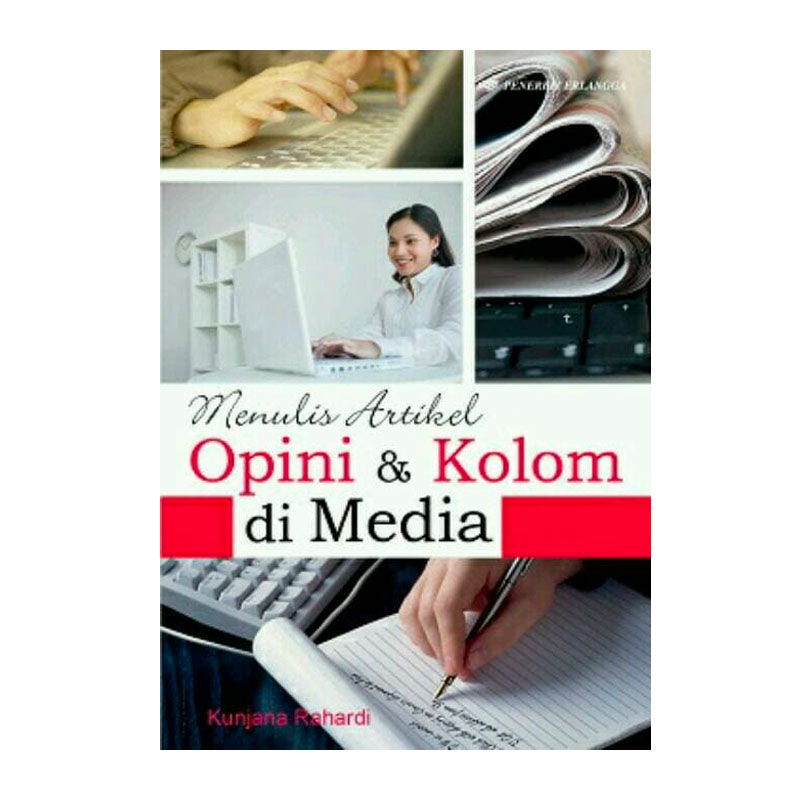 PENERBIT ERLANGGA
Menulis Artikel
Opini & Kolom
di Media
Kunjana Rahardi